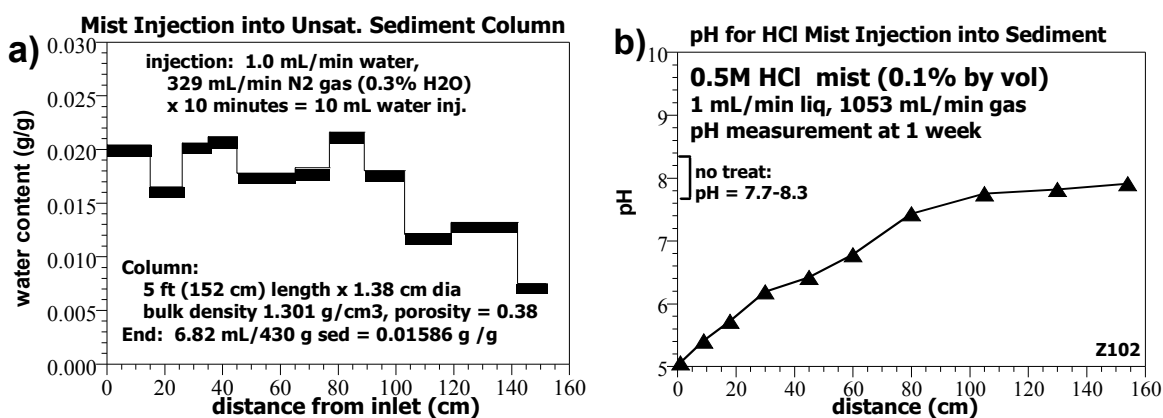 a)
Mist Injection into Unsat. Sediment Column
0.030
0.025
0.020
0.015
0.010
0.005
0.000
water content (g/g)
injection: 1.0 mL/min water,
329 mL/min N2 gas (0.3% H2O)
x 10 minutes = 10 mL water inj.
Column:
5 ft (152 cm) length x 1.38 cm dia
bulk density 1.301 g/cm3, porosity = 0.38
End: 6.82 mL/430 g sed = 0.01586 g /g
0 20 40 60 80 100 120 140 160
distance from inlet (cm)
b)
pH for HCl Mist Injection into Sediment
10
9
8
7
6
5
pH
0.5M HCl mist (0.1% by vol)
1 mL/min liq, 1053 mL/min gas
pH measurement at 1 week
no treat:
pH = 7.7-8.3
Z102
0 20 40 60 80 100 120 140 160
distance (cm)